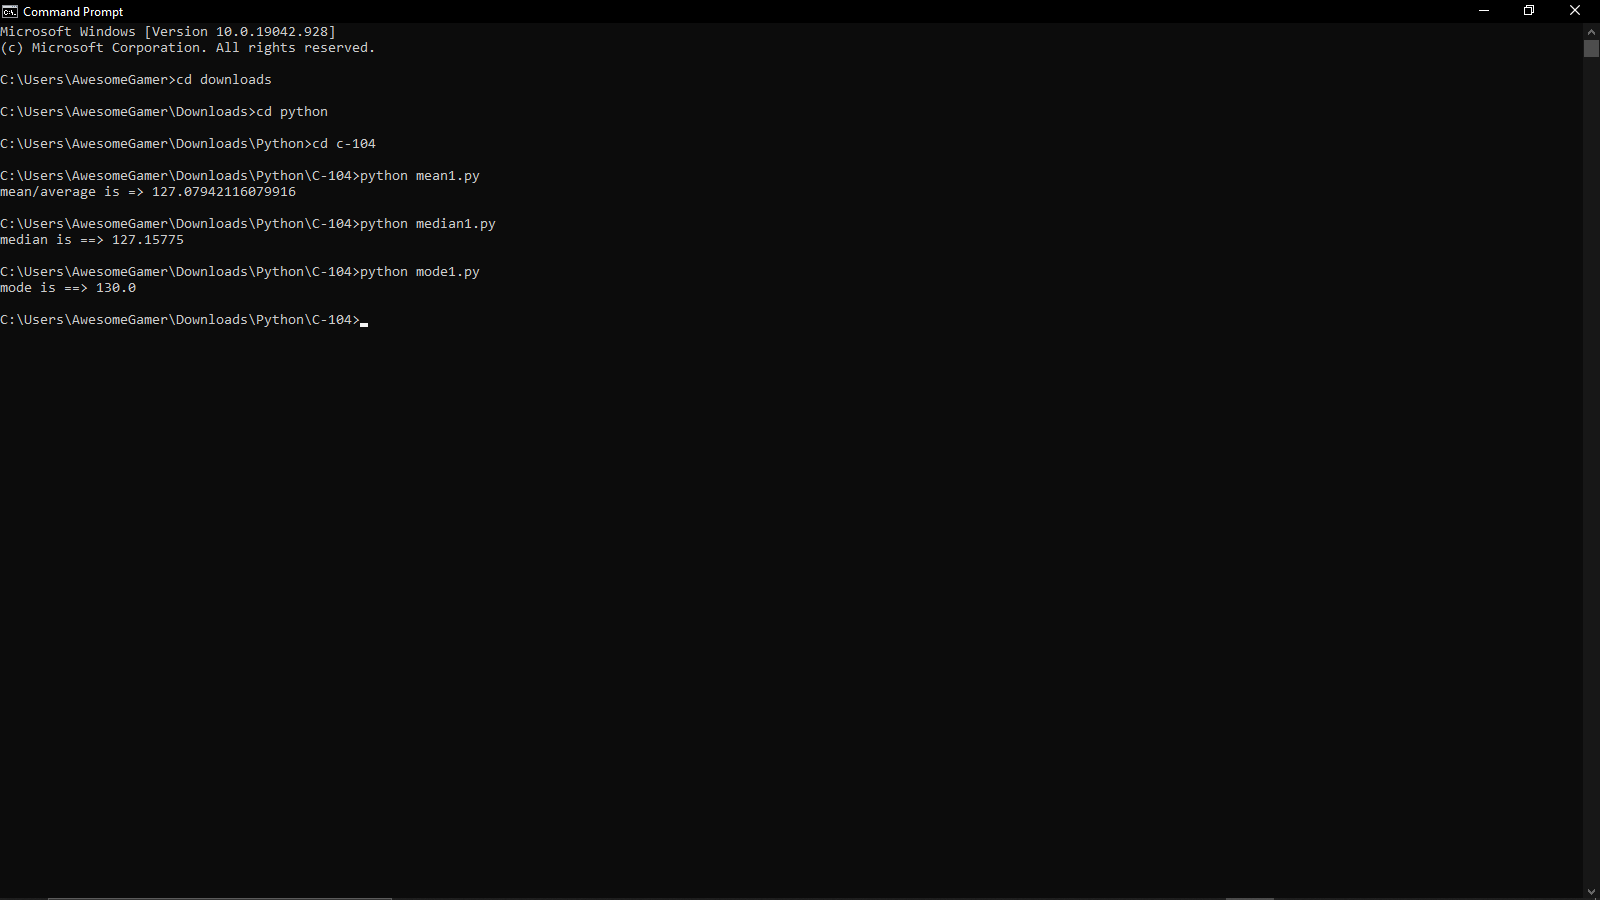 Command Prompt
Microsoft Windows [Version 10.0.19042.928]
(c) Microsoft Corporation. All rights reserved.
C:\Users\AwesomeGamer>cd downloads
C:\Users\AwesomeGamer\Downloads>cd python
C:\Users\AwesomeGamer\Downloads\Python>cd c-104
C:\Users\AwesomeGamer\Downloads\Python\C-104>python mean1.py
mean/average is => 127.07942116079916
C:\Users\AwesomeGamer\Downloads\Python\C-104>python median1.py
median is ==> 127.15775
C:\Users\AwesomeGamer\Downloads\Python\C-104>python mode1.py
mode is ==> 130.0
C:\Users\AwesomeGamer\Downloads\Python\C-104>